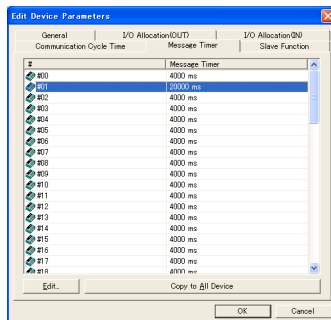 Edit Device Parameters
General I/O Allocation(OUT) I/O Allocation(IN)
Communication Cycle Time Message Timer Slave Function
# Message Timer
#00 4000 ms
#01 20000 ms
#02 4000 ms
#03 4000 ms
#04 4000 ms
#05 4000 ms
#06 4000 ms
#07 4000 ms
#08 4000 ms
#09 4000 ms
#10 4000 ms
#11 4000 ms
#12 4000 ms
#13 4000 ms
#14 4000 ms
#15 4000 ms
#16 4000 ms
#17 4000 ms
#18 4000 ms
Edit... Copy to All Device
OK Cancel